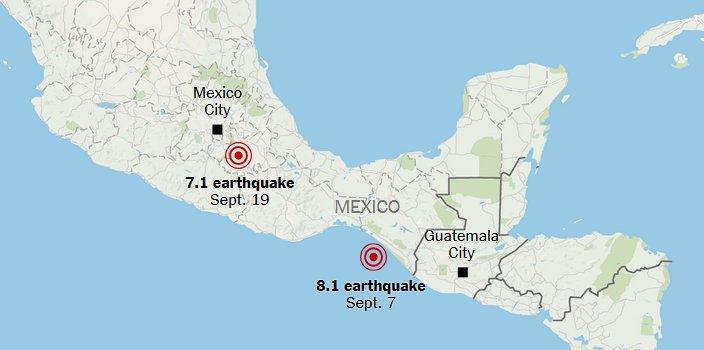 Mexico
City
7.1 earthquake
Sept. 19
MEXICO
Guatemala
City
8.1 earthquake
Sept. 7